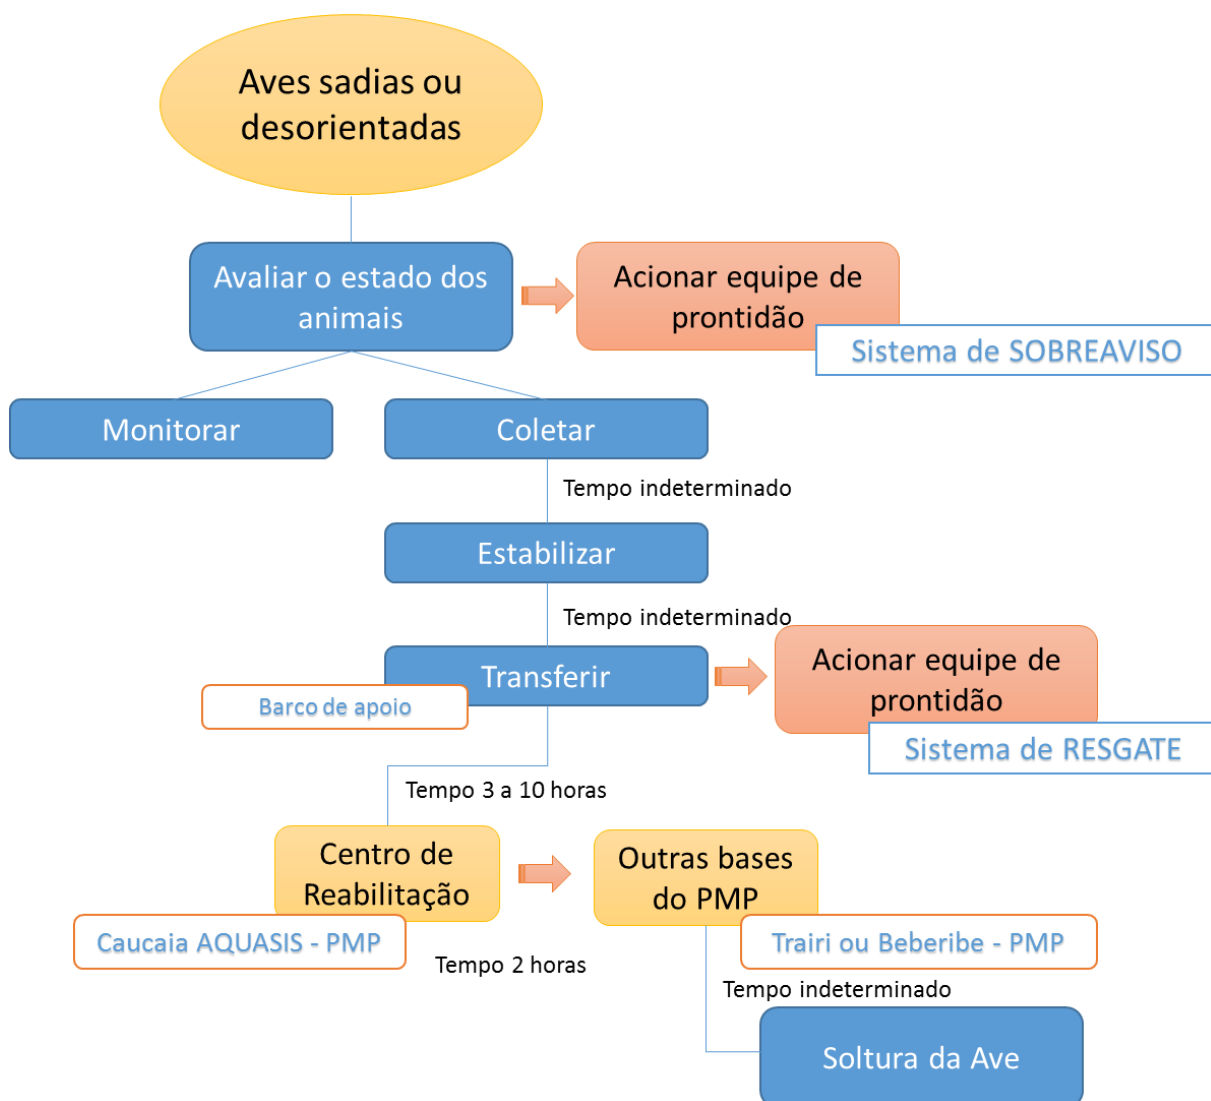 Aves sadias ou
desorientadas
Avaliar o estado dos
animais
Acionar equipe de
prontidão
Sistema de SOBREAVISO
Monitorar
Coletar
Tempo indeterminado
Estabilizar
Tempo indeterminado
Transferir
Barco de apoio
Acionar equipe de
prontidão
Sistema de RESGATE
Tempo 3 a 10 horas
Centro de
Reabilitação
Caucaia AQUASIS - PMP
Tempo 2 horas
Outras bases
do PMP
Trairi ou Beberibe - PMP
Tempo indeterminado
Soltura da Ave